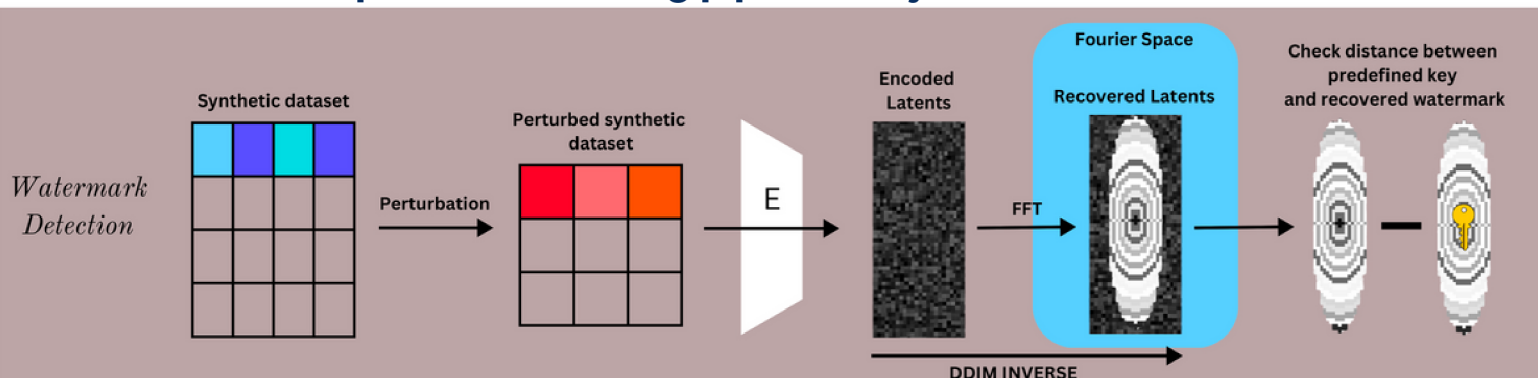 Fourier Space
Check distance between
predefined key
and recovered watermark
Encoded
Latents
Recovered Latents
Synthetic dataset
Perturbed synthetic
dataset
Watermark
Detection
Perturbation
E
FFT
DDIM INVERSE